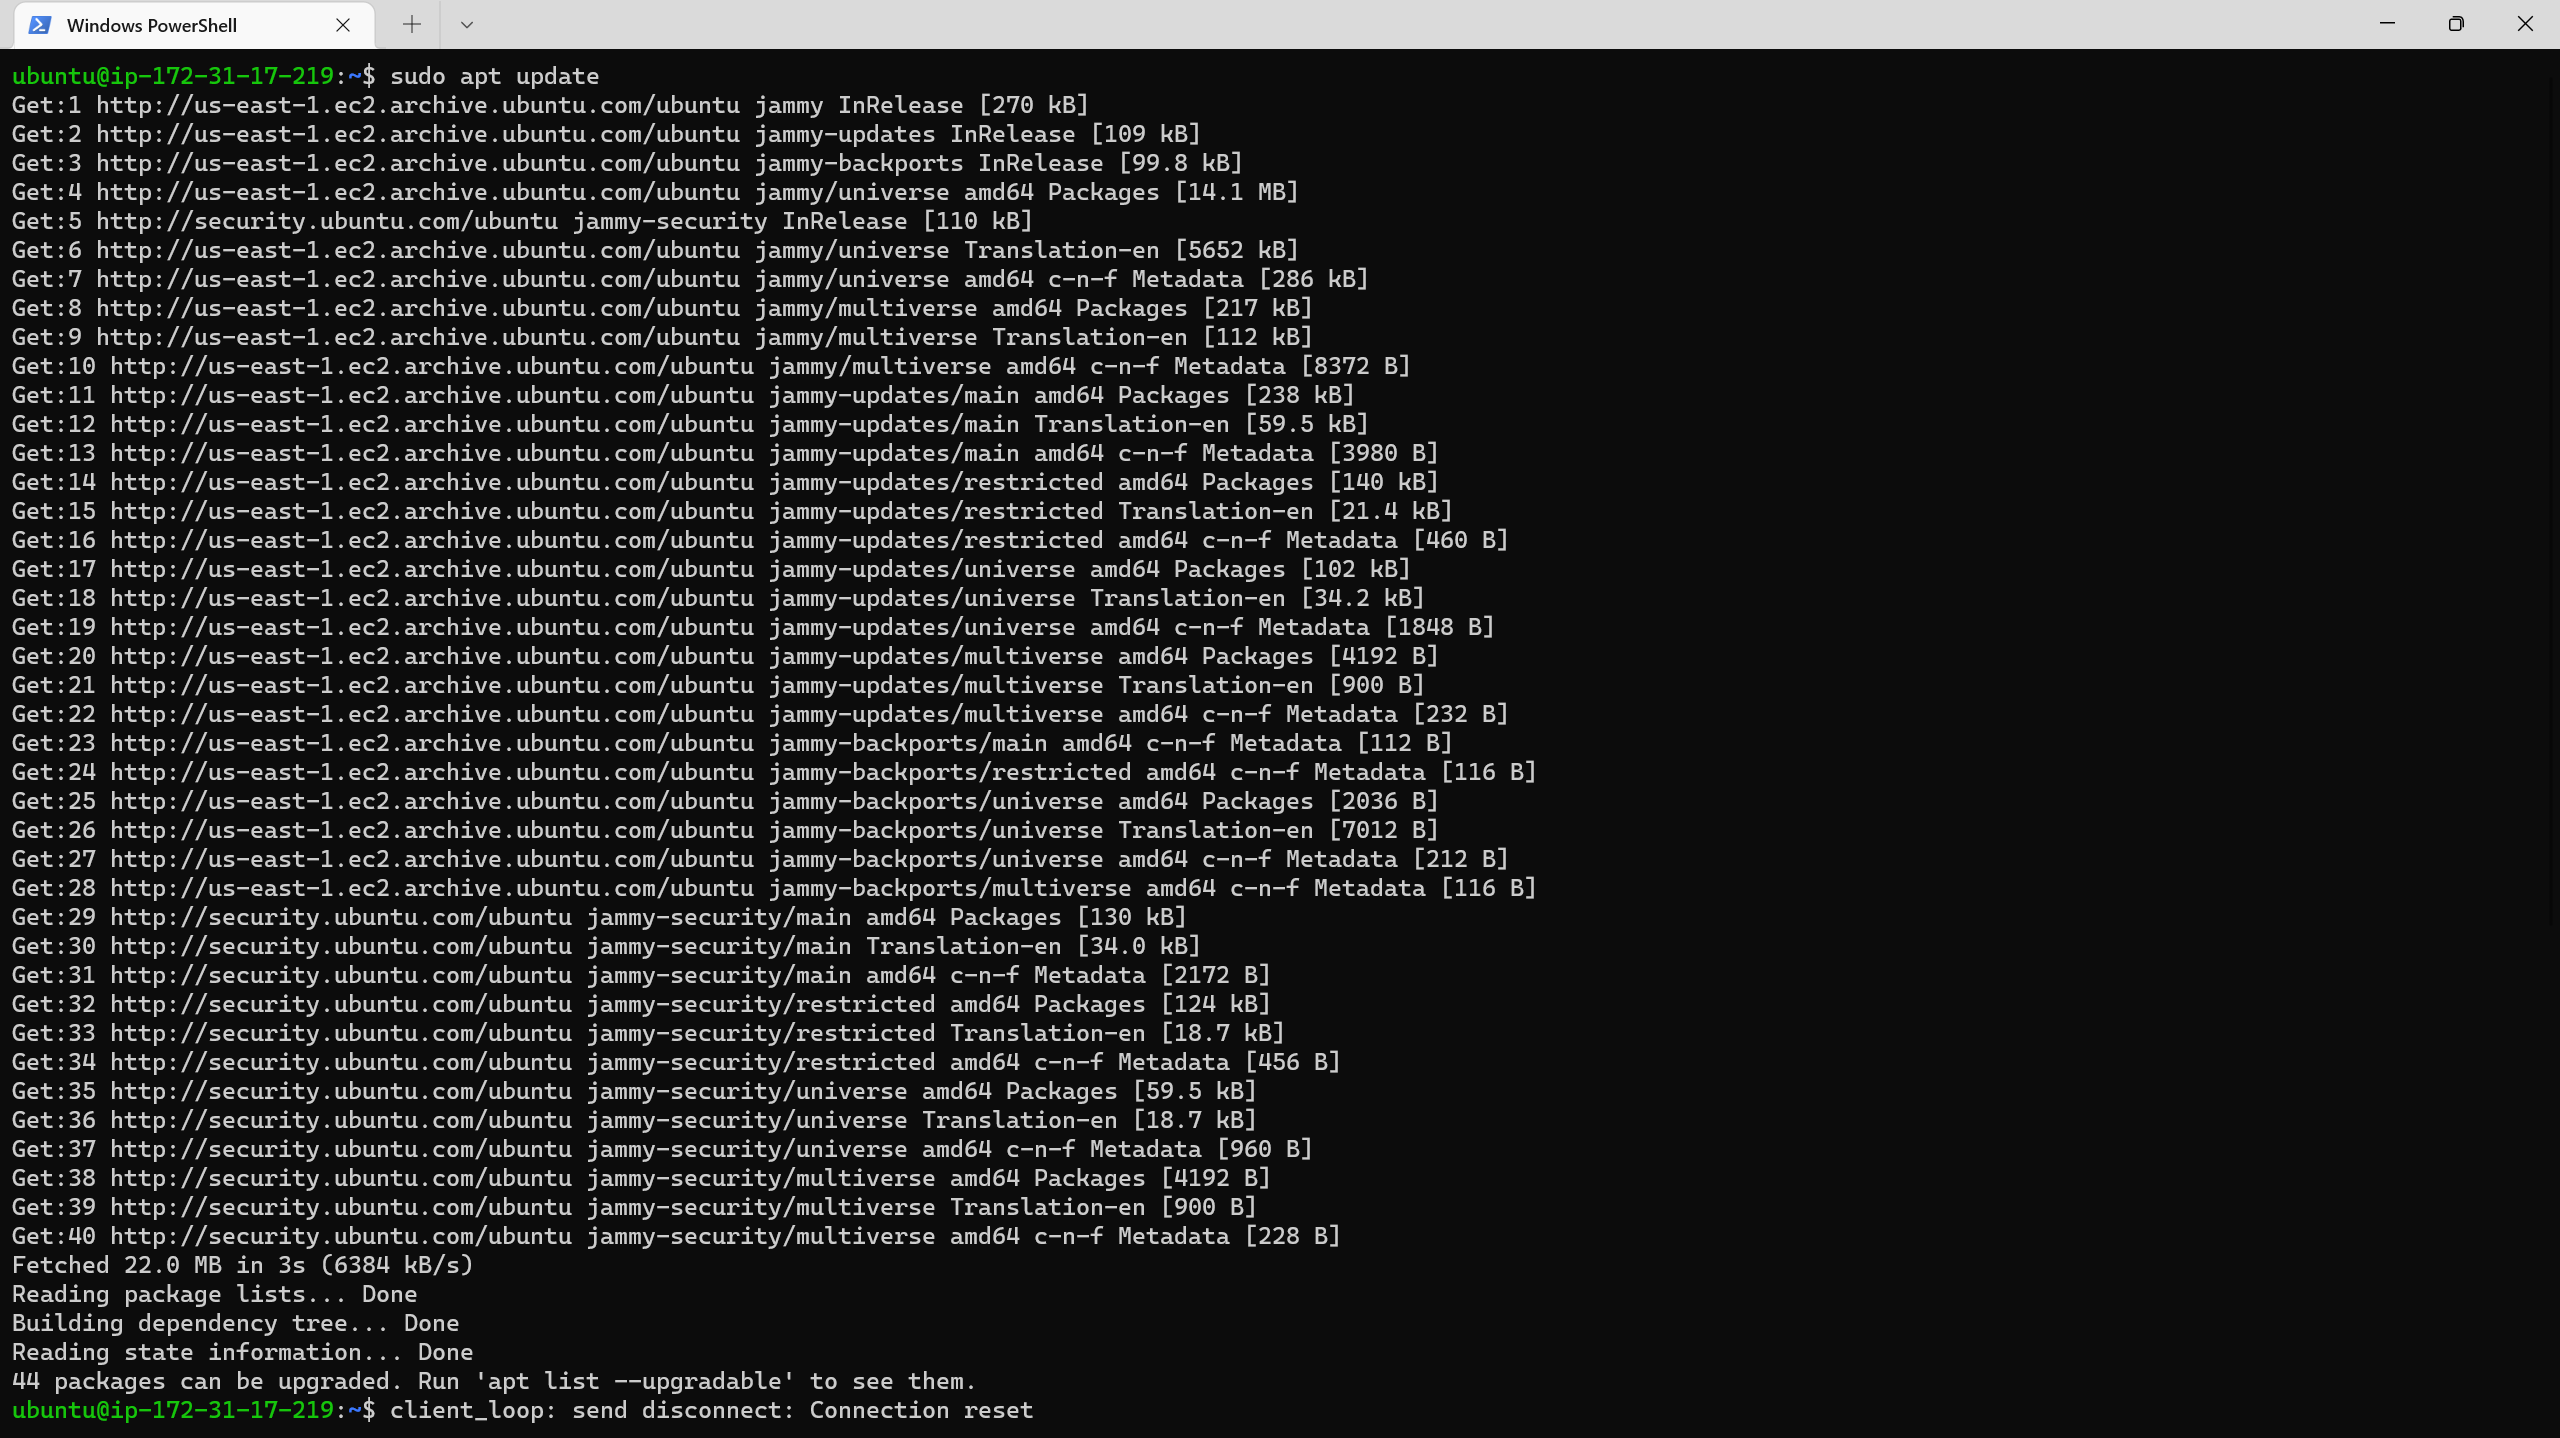 Windows PowerShell
ubuntu@ip-172-31-17-219:~$ sudo apt update
Get:1 http://us-east-1.ec2.archive.ubuntu.com/ubuntu jammy InRelease [270 kB]
Get:2 http://us-east-1.ec2.archive.ubuntu.com/ubuntu jammy-updates InRelease [109 kB]
Get:3 http://us-east-1.ec2.archive.ubuntu.com/ubuntu jammy-backports InRelease [99.8 kB]
Get:4 http://us-east-1.ec2.archive.ubuntu.com/ubuntu jammy/universe amd64 Packages [14.1 MB]
Get:5 http://security.ubuntu.com/ubuntu jammy-security InRelease [110 kB]
Get:6 http://us-east-1.ec2.archive.ubuntu.com/ubuntu jammy/universe Translation-en [5652 kB]
Get:7 http://us-east-1.ec2.archive.ubuntu.com/ubuntu jammy/universe amd64 c-n-f Metadata [286 kB]
Get:8 http://us-east-1.ec2.archive.ubuntu.com/ubuntu jammy/multiverse amd64 Packages [217 kB]
Get:9 http://us-east-1.ec2.archive.ubuntu.com/ubuntu jammy/multiverse Translation-en [112 kB]
Get:10 http://us-east-1.ec2.archive.ubuntu.com/ubuntu jammy/multiverse amd64 c-n-f Metadata [8372 B]
Get:11 http://us-east-1.ec2.archive.ubuntu.com/ubuntu jammy-updates/main amd64 Packages [238 kB]
Get:12 http://us-east-1.ec2.archive.ubuntu.com/ubuntu jammy-updates/main Translation-en [59.5 kB]
Get:13 http://us-east-1.ec2.archive.ubuntu.com/ubuntu jammy-updates/main amd64 c-n-f Metadata [3980 B]
Get:14 http://us-east-1.ec2.archive.ubuntu.com/ubuntu jammy-updates/restricted amd64 Packages [140 kB]
Get:15 http://us-east-1.ec2.archive.ubuntu.com/ubuntu jammy-updates/restricted Translation-en [21.4 kB]
Get:16 http://us-east-1.ec2.archive.ubuntu.com/ubuntu jammy-updates/restricted amd64 c-n-f Metadata [460 B]
Get:17 http://us-east-1.ec2.archive.ubuntu.com/ubuntu jammy-updates/universe amd64 Packages [102 kB]
Get:18 http://us-east-1.ec2.archive.ubuntu.com/ubuntu jammy-updates/universe Translation-en [34.2 kB]
Get:19 http://us-east-1.ec2.archive.ubuntu.com/ubuntu jammy-updates/universe amd64 c-n-f Metadata [1848 B]
Get:20 http://us-east-1.ec2.archive.ubuntu.com/ubuntu jammy-updates/multiverse amd64 Packages [4192 B]
Get:21 http://us-east-1.ec2.archive.ubuntu.com/ubuntu jammy-updates/multiverse Translation-en [900 B]
Get:22 http://us-east-1.ec2.archive.ubuntu.com/ubuntu jammy-updates/multiverse amd64 c-n-f Metadata [232 B]
Get:23 http://us-east-1.ec2.archive.ubuntu.com/ubuntu jammy-backports/main amd64 c-n-f Metadata [112 B]
Get:24 http://us-east-1.ec2.archive.ubuntu.com/ubuntu jammy-backports/restricted amd64 c-n-f Metadata [116 B]
Get:25 http://us-east-1.ec2.archive.ubuntu.com/ubuntu jammy-backports/universe amd64 Packages [2036 B]
Get:26 http://us-east-1.ec2.archive.ubuntu.com/ubuntu jammy-backports/universe Translation-en [7012 B]
Get:27 http://us-east-1.ec2.archive.ubuntu.com/ubuntu jammy-backports/universe amd64 c-n-f Metadata [212 B]
Get:28 http://us-east-1.ec2.archive.ubuntu.com/ubuntu jammy-backports/multiverse amd64 c-n-f Metadata [116 B]
Get:29 http://security.ubuntu.com/ubuntu jammy-security/main amd64 Packages [130 kB]
Get:30 http://security.ubuntu.com/ubuntu jammy-security/main Translation-en [34.0 kB]
Get:31 http://security.ubuntu.com/ubuntu jammy-security/main amd64 c-n-f Metadata [2172 B]
Get:32 http://security.ubuntu.com/ubuntu jammy-security/restricted amd64 Packages [124 kB]
Get:33 http://security.ubuntu.com/ubuntu jammy-security/restricted Translation-en [18.7 kB]
Get:34 http://security.ubuntu.com/ubuntu jammy-security/restricted amd64 c-n-f Metadata [456 B]
Get:35 http://security.ubuntu.com/ubuntu jammy-security/universe amd64 Packages [59.5 kB]
Get:36 http://security.ubuntu.com/ubuntu jammy-security/universe Translation-en [18.7 kB]
Get:37 http://security.ubuntu.com/ubuntu jammy-security/universe amd64 c-n-f Metadata [960 B]
Get:38 http://security.ubuntu.com/ubuntu jammy-security/multiverse amd64 Packages [4192 B]
Get:39 http://security.ubuntu.com/ubuntu jammy-security/multiverse Translation-en [900 B]
Get:40 http://security.ubuntu.com/ubuntu jammy-security/multiverse amd64 c-n-f Metadata [228 B]
Fetched 22.0 MB in 3s (6384 kB/s)
Reading package lists... Done
Building dependency tree... Done
Reading state information... Done
44 packages can be upgraded. Run 'apt list --upgradable' to see them.
ubuntu@ip-172-31-17-219:~$ client_loop: send disconnect: Connection reset